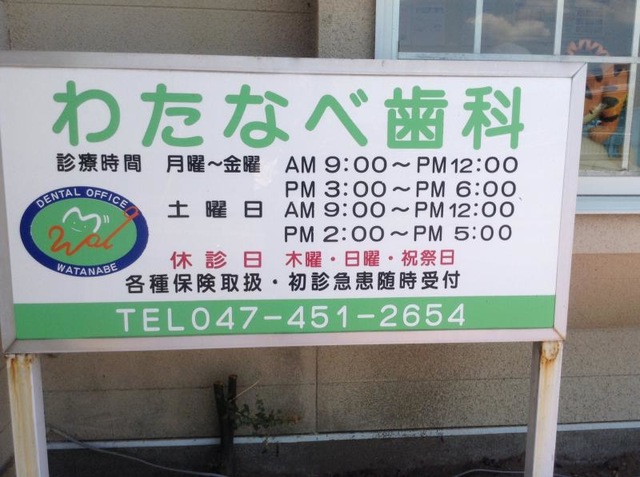 わたなべ歯科
診療時間 月曜～金曜 AM 9:00～PM12:00
PM 3:00～PM 6:00
土曜日 AM 9:00～PM12:00
PM 2:00～PM 5:00
休診日 木曜・日曜・祝祭日
各種保険取扱・初診急患随時受付
TEL047-451-2654
DENTAL OFFICE
Wal
WATANABE